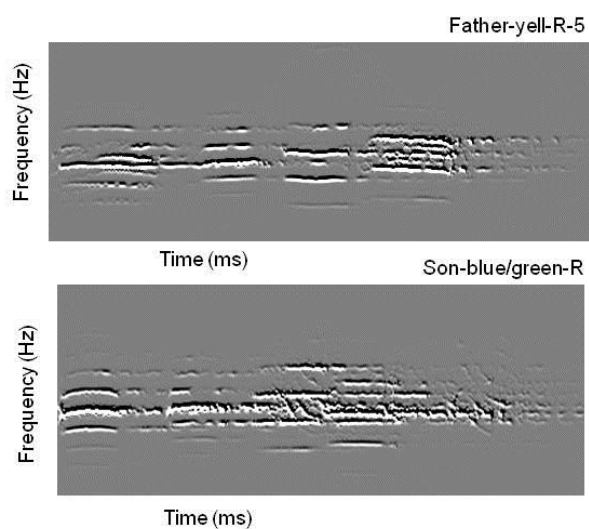 Father-yell-R-5
Frequency (Hz)
Time (ms)
Son-blue/green-R
Frequency (Hz)
Time (ms)